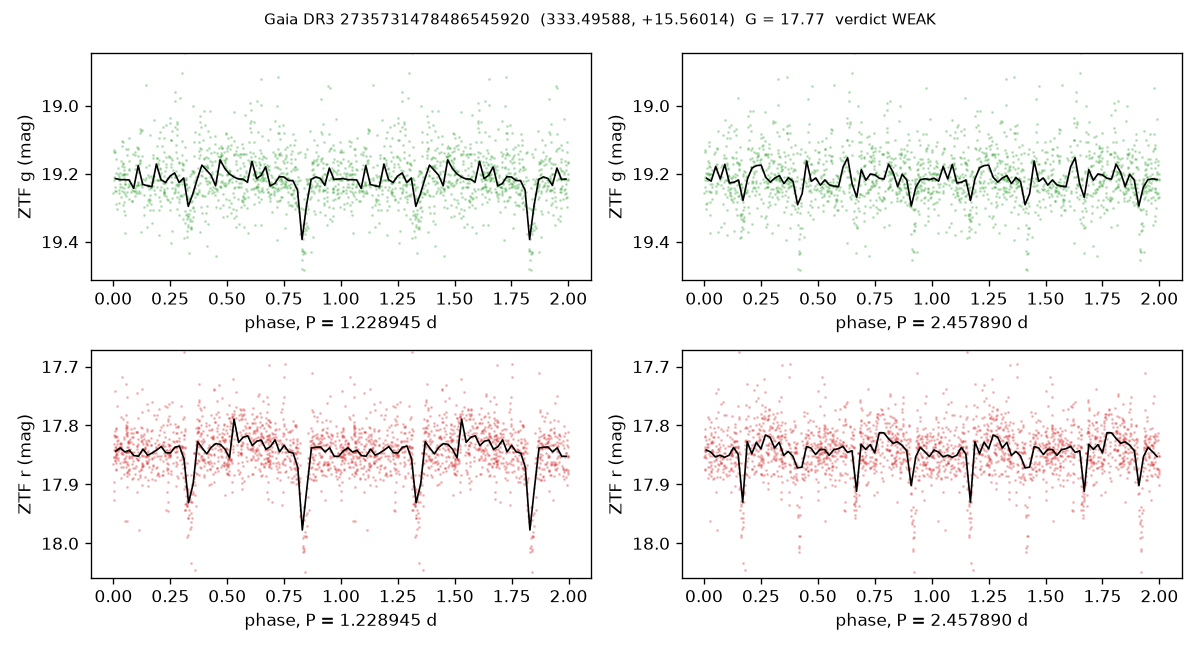 Gaia DR3 2735731478486545920 (333.49588, +15.56014) G = 17.77 verdict WEAK
ZTF g (mag)
19.0
19.2
19.4
0.00 0.25 0.50 0.75 1.00 1.25 1.50 1.75 2.00
phase, P = 1.228945 d
ZTF g (mag)
19.0
19.2
19.4
0.00 0.25 0.50 0.75 1.00 1.25 1.50 1.75 2.00
phase, P = 2.457890 d
ZTF r (mag)
17.7
17.8
17.9
18.0
0.00 0.25 0.50 0.75 1.00 1.25 1.50 1.75 2.00
phase, P = 1.228945 d
ZTF r (mag)
17.7
17.8
17.9
18.0
0.00 0.25 0.50 0.75 1.00 1.25 1.50 1.75 2.00
phase, P = 2.457890 d